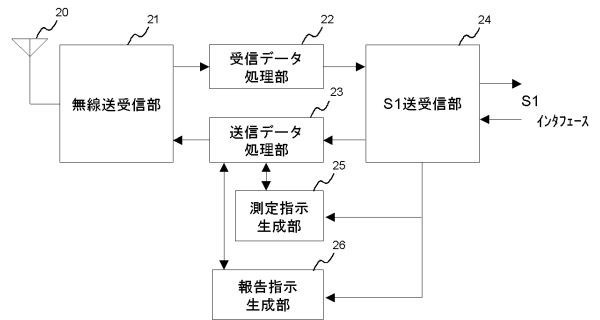 20
21
22
24
受信データ
処理部
23
無線送受信部
S1送受信部
S1
インタフェース
送信データ
処理部
25
測定指示
生成部
26
報告指示
生成部